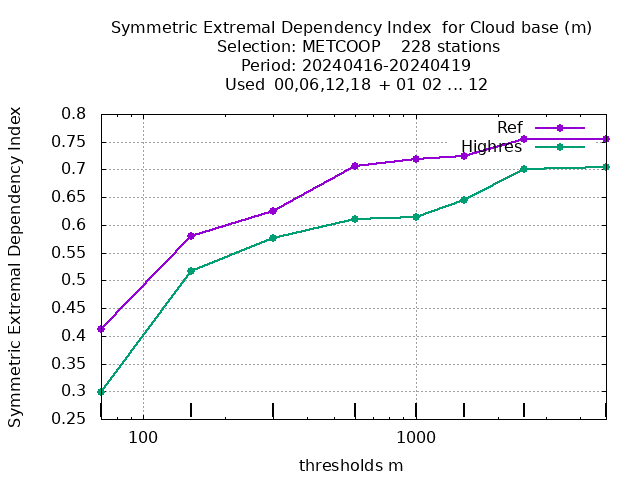 Symmetric Extremal Dependency Index  for Cloud base (m)
Selection: METCOOP    228 stations
Period: 20240416-20240419
Used  00,06,12,18 + 01 02 ... 12
Symmetric Extremal Dependency Index
0.8
0.75
0.7
0.65
0.6
0.55
0.5
0.45
0.4
0.35
0.3
0.25
Ref
Highres
100 1000
thresholds m